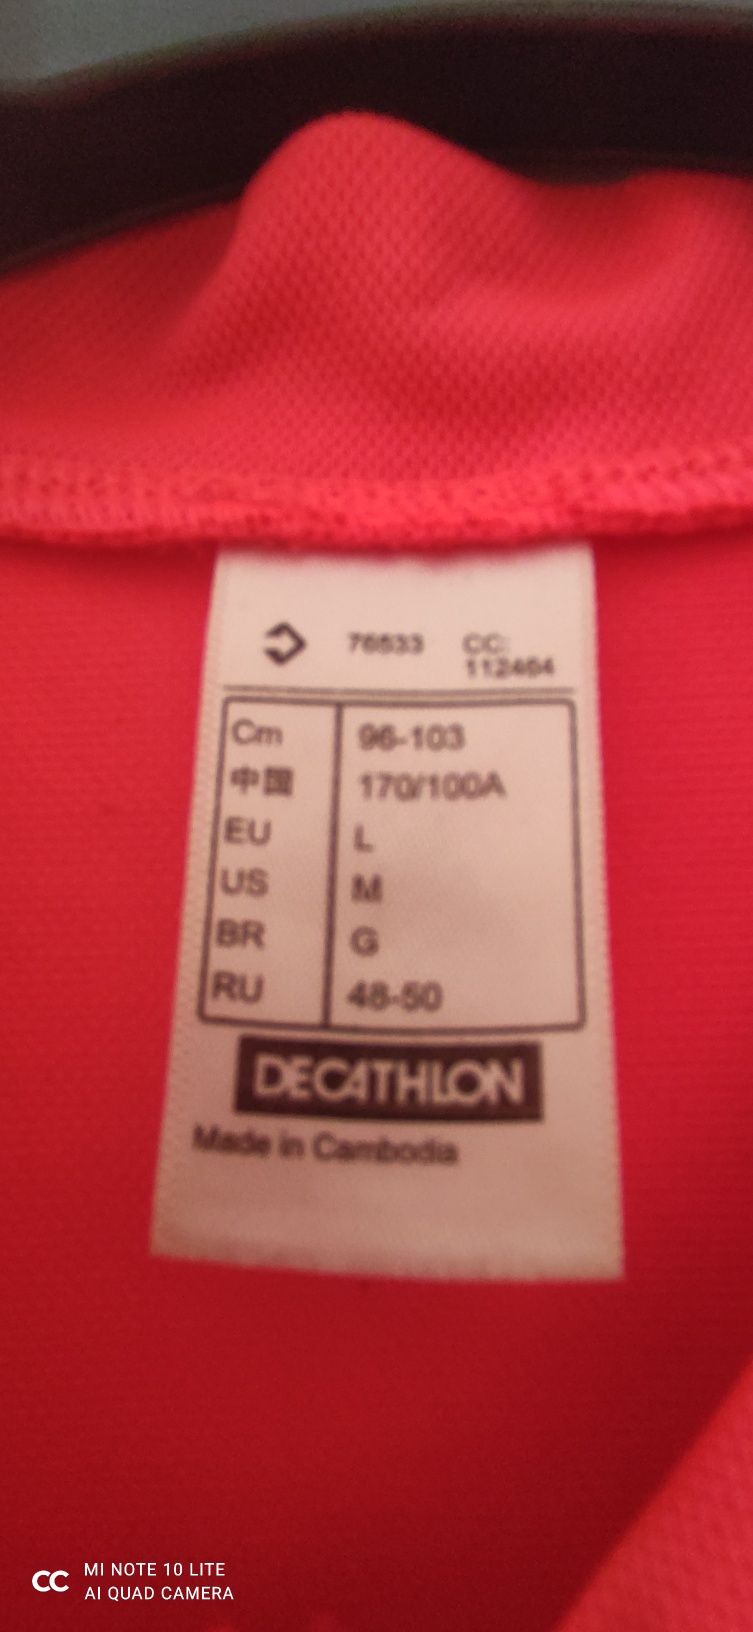 76533 CC:
112464
Cm 96-103
中国 170/100A
EU L
US M
BR G
RU 48-50
DECATHLON
Made in Cambodia
MI NOTE 10 LITE
AI QUAD CAMERA